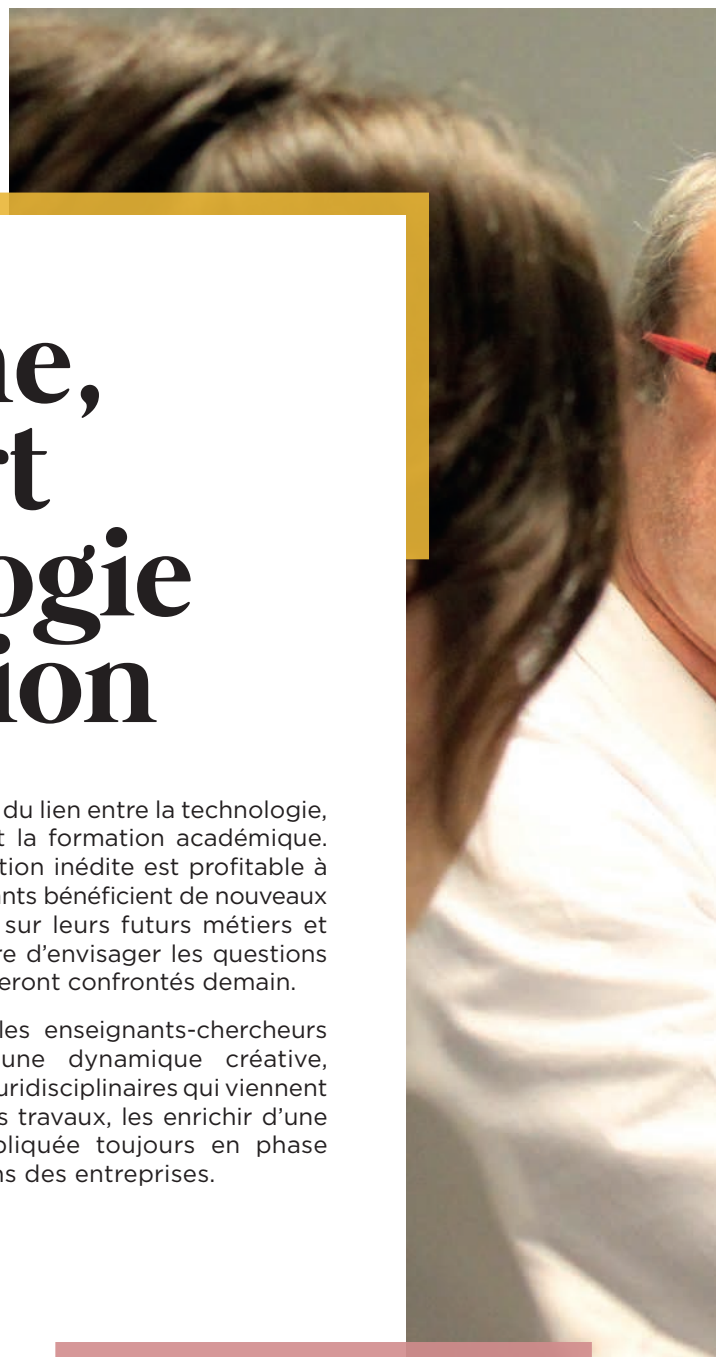 ne,
rt
ogie
ion
du lien entre la technologie,
t la formation académique.
tion inédite est profitable à
nts bénéficient de nouveaux
sur leurs futurs métiers et
re d’envisager les questions
eront confrontés demain.
les enseignants-chercheurs
une dynamique créative,
uridisciplinaires qui viennent
s travaux, les enrichir d’une
pliquée toujours en phase
ns des entreprises.